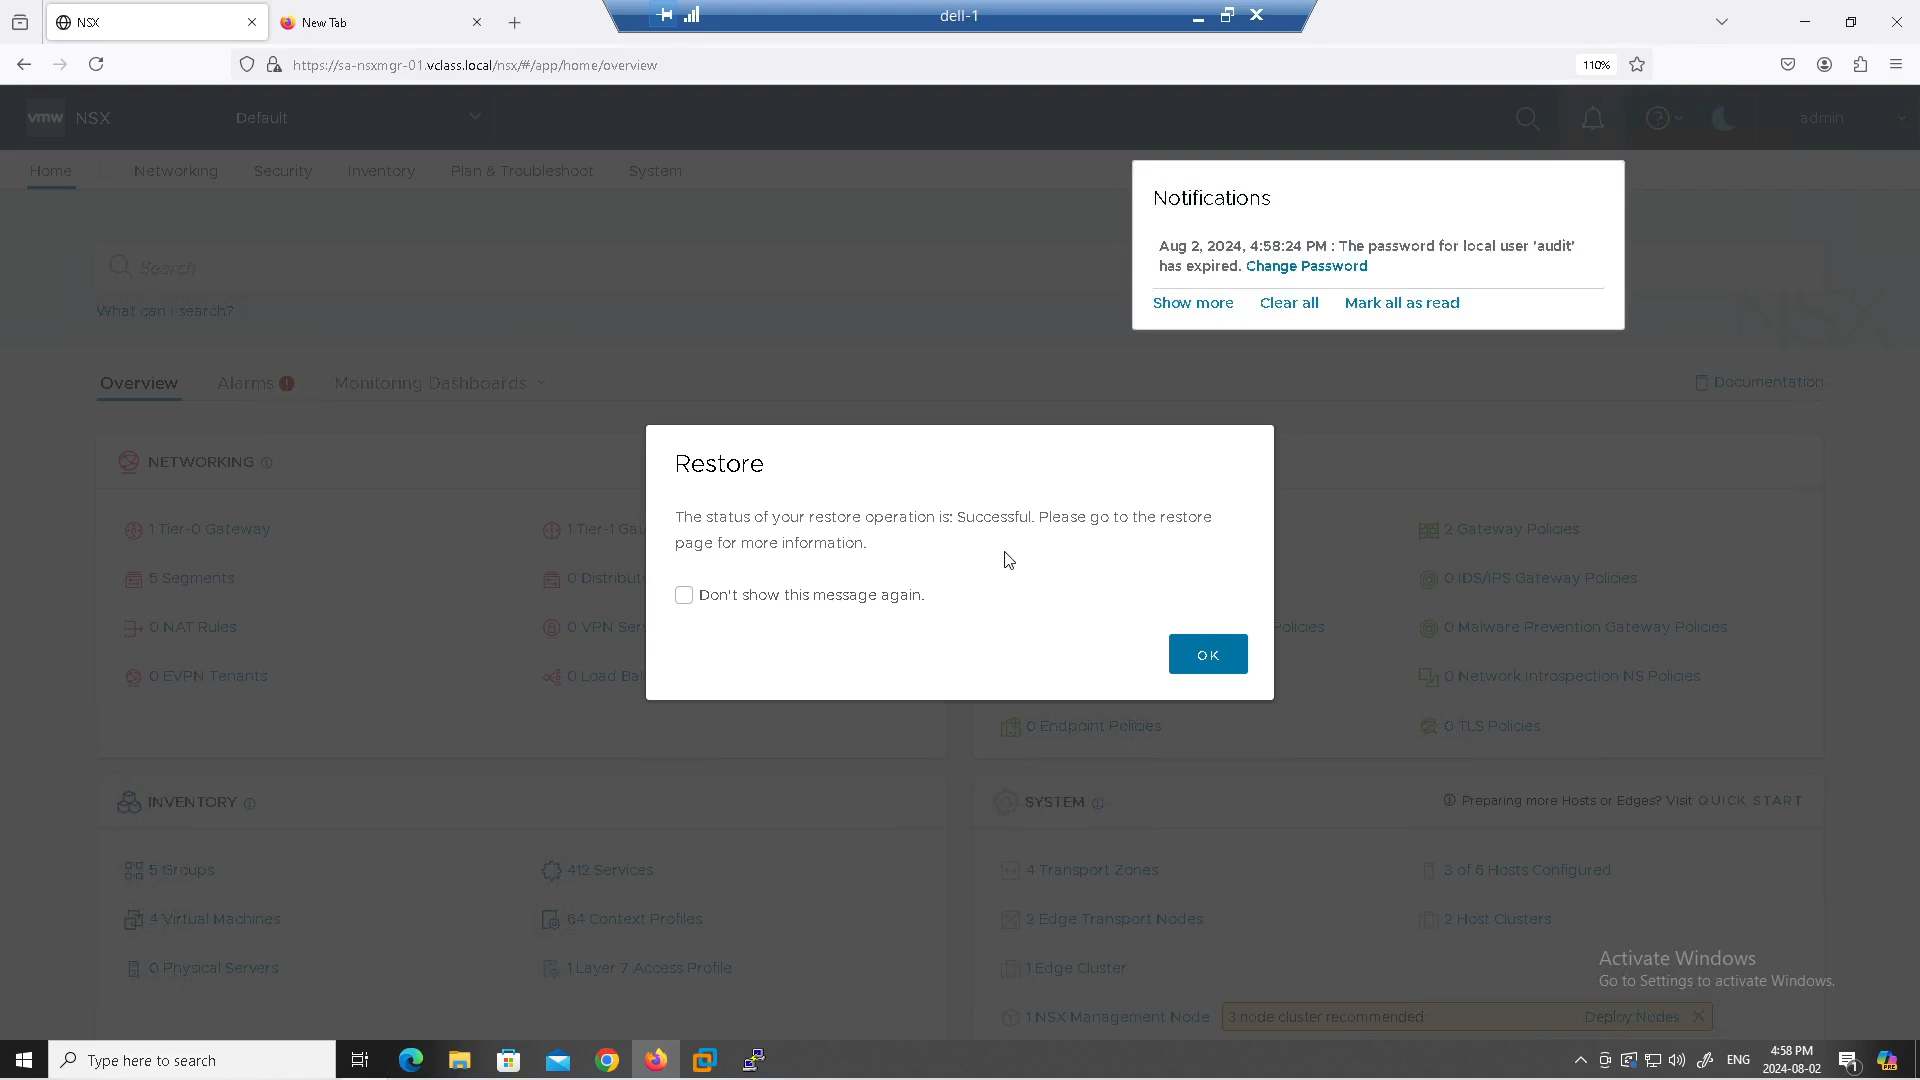 NSX
New Tab
dell-1
https://sa-nsxmgr-01.vclass.local/nsx/#/app/home/overview
110%
vmw NSX
Default
admin
Home
Networking
Security
Inventory
Plan & Troubleshoot
System
Notifications
Aug 2, 2024, 4:58:24 PM : The password for local user 'audit'
has expired. Change Password
Show more
Clear all
Mark all as read
Search
What can I search?
Overview
Alarms
Monitoring Dashboards
Documentation
Restore
The status of your restore operation is: Successful. Please go to the restore
page for more information.
Don't show this message again.
OK
NETWORKING
1 Tier-0 Gateway
5 Segments
0 NAT Rules
0 EVPN Tenants
1 Tier-1
2 Gateway Policies
0 IDS/IPS Gateway Policies
Policies
0 Malware Prevention Gateway Policies
0 Network Introspection NS Policies
0 Endpoint Policies
0 TLS Policies
INVENTORY
5 Groups
412 Services
4 Virtual Machines
64 Context Profiles
0 Physical Servers
1 Layer 7 Access Profile
SYSTEM
Preparing more Hosts or Edges? Visit QUICK START
4 Transport Zones
3 of 6 Hosts Configured
2 Edge Transport Nodes
2 Host Clusters
1 Edge Cluster
1 NSX Management Node
3 node cluster recommended
Deploy Nodes
Activate Windows
Go to Settings to activate Windows.
Type here to search
ENG
4:58 PM
2024-08-02
1